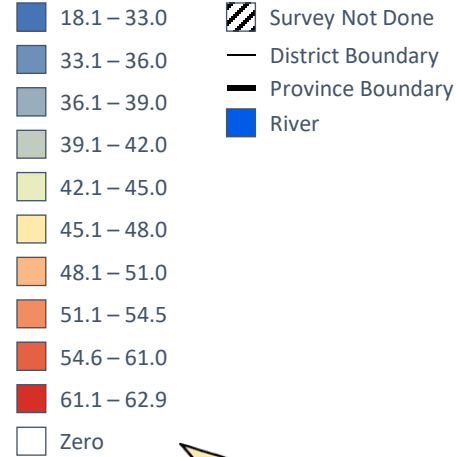 18.1 – 33.0
33.1 – 36.0
36.1 – 39.0
39.1 – 42.0
42.1 – 45.0
45.1 – 48.0
48.1 – 51.0
51.1 – 54.5
54.6 – 61.0
61.1 – 62.9
Zero
Survey Not Done
District Boundary
Province Boundary
River